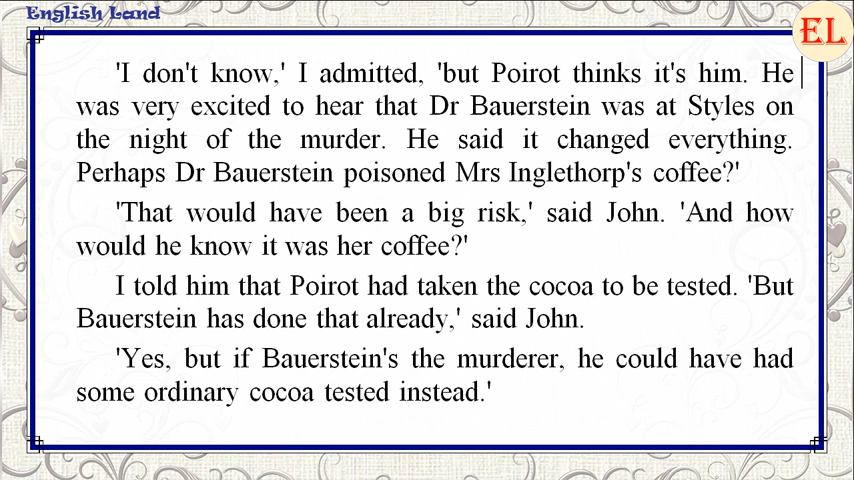 English Land
EL
'I don't know,' I admitted, 'but Poirot thinks it's him. He
was very excited to hear that Dr Bauerstein was at Styles on
the night of the murder. He said it changed everything.
Perhaps Dr Bauerstein poisoned Mrs Inglethorp's coffee?'
'That would have been a big risk,' said John. 'And how
would he know it was her coffee?'
I told him that Poirot had taken the cocoa to be tested. 'But
Bauerstein has done that already,' said John.
'Yes, but if Bauerstein's the murderer, he could have had
some ordinary cocoa tested instead.'